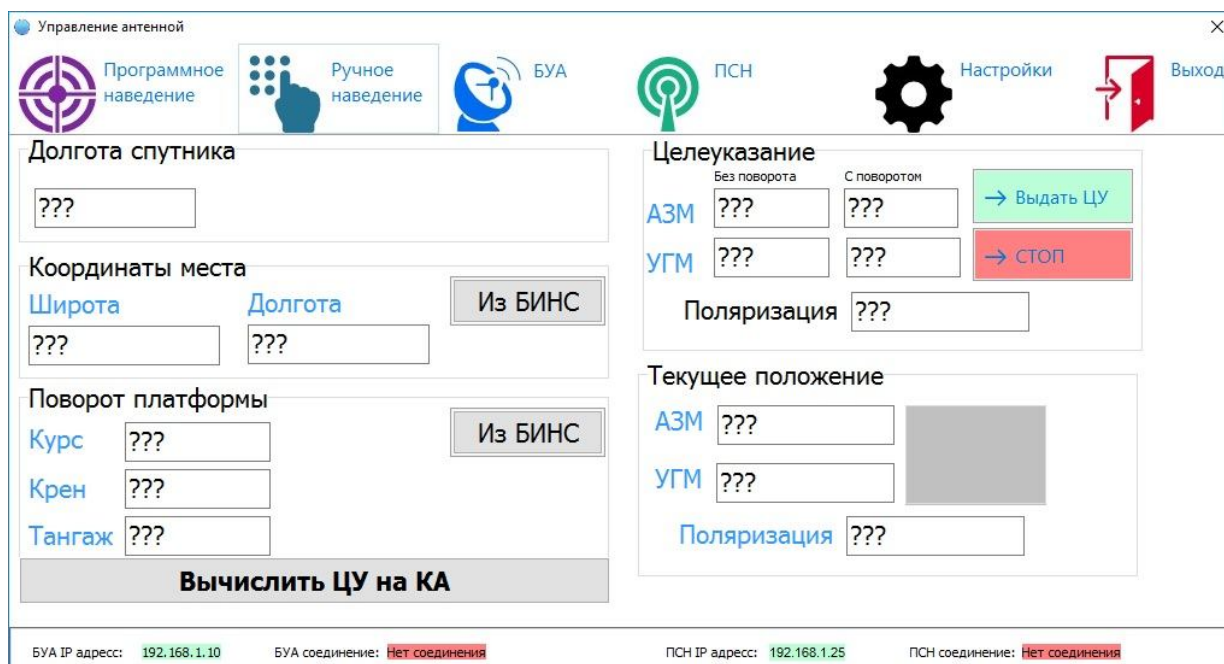 Управление антенной
Программное наведение
Ручное наведение
БУА
ПСН
Настройки
Выход
Долгота спутника
???
Координаты места
Широта Долгота
??? ???
Из БИНС
Поворот платформы
Курс ???
Крен ???
Тангаж ???
Из БИНС
Вычислить ЦУ на КА
Целеуказание
Без поворота С поворотом
АЗМ ??? ???
УГМ ??? ???
→ Выдать ЦУ
→ СТОП
Поляризация ???
Текущее положение
АЗМ ???
УГМ ???
Поляризация ???
БУА IP адресс: 192.168.1.10 БУА соединение: Нет соединения ПСН IP адресс: 192.168.1.25 ПСН соединение: Нет соединения